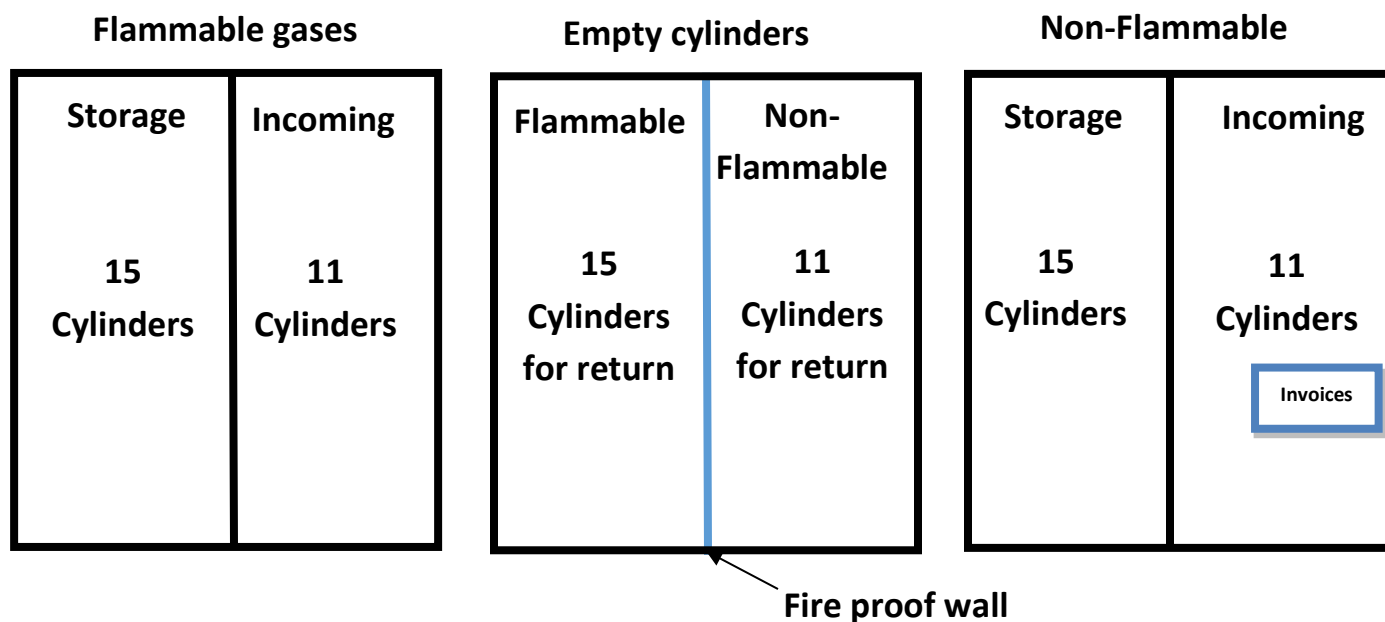 Flammable gases
Storage
Incoming
15
Cylinders
11
Cylinders
Empty cylinders
Flammable
Non-
Flammable
15
Cylinders
for return
11
Cylinders
for return
Fire proof wall
Non-Flammable
Storage
Incoming
15
Cylinders
11
Cylinders
Invoices